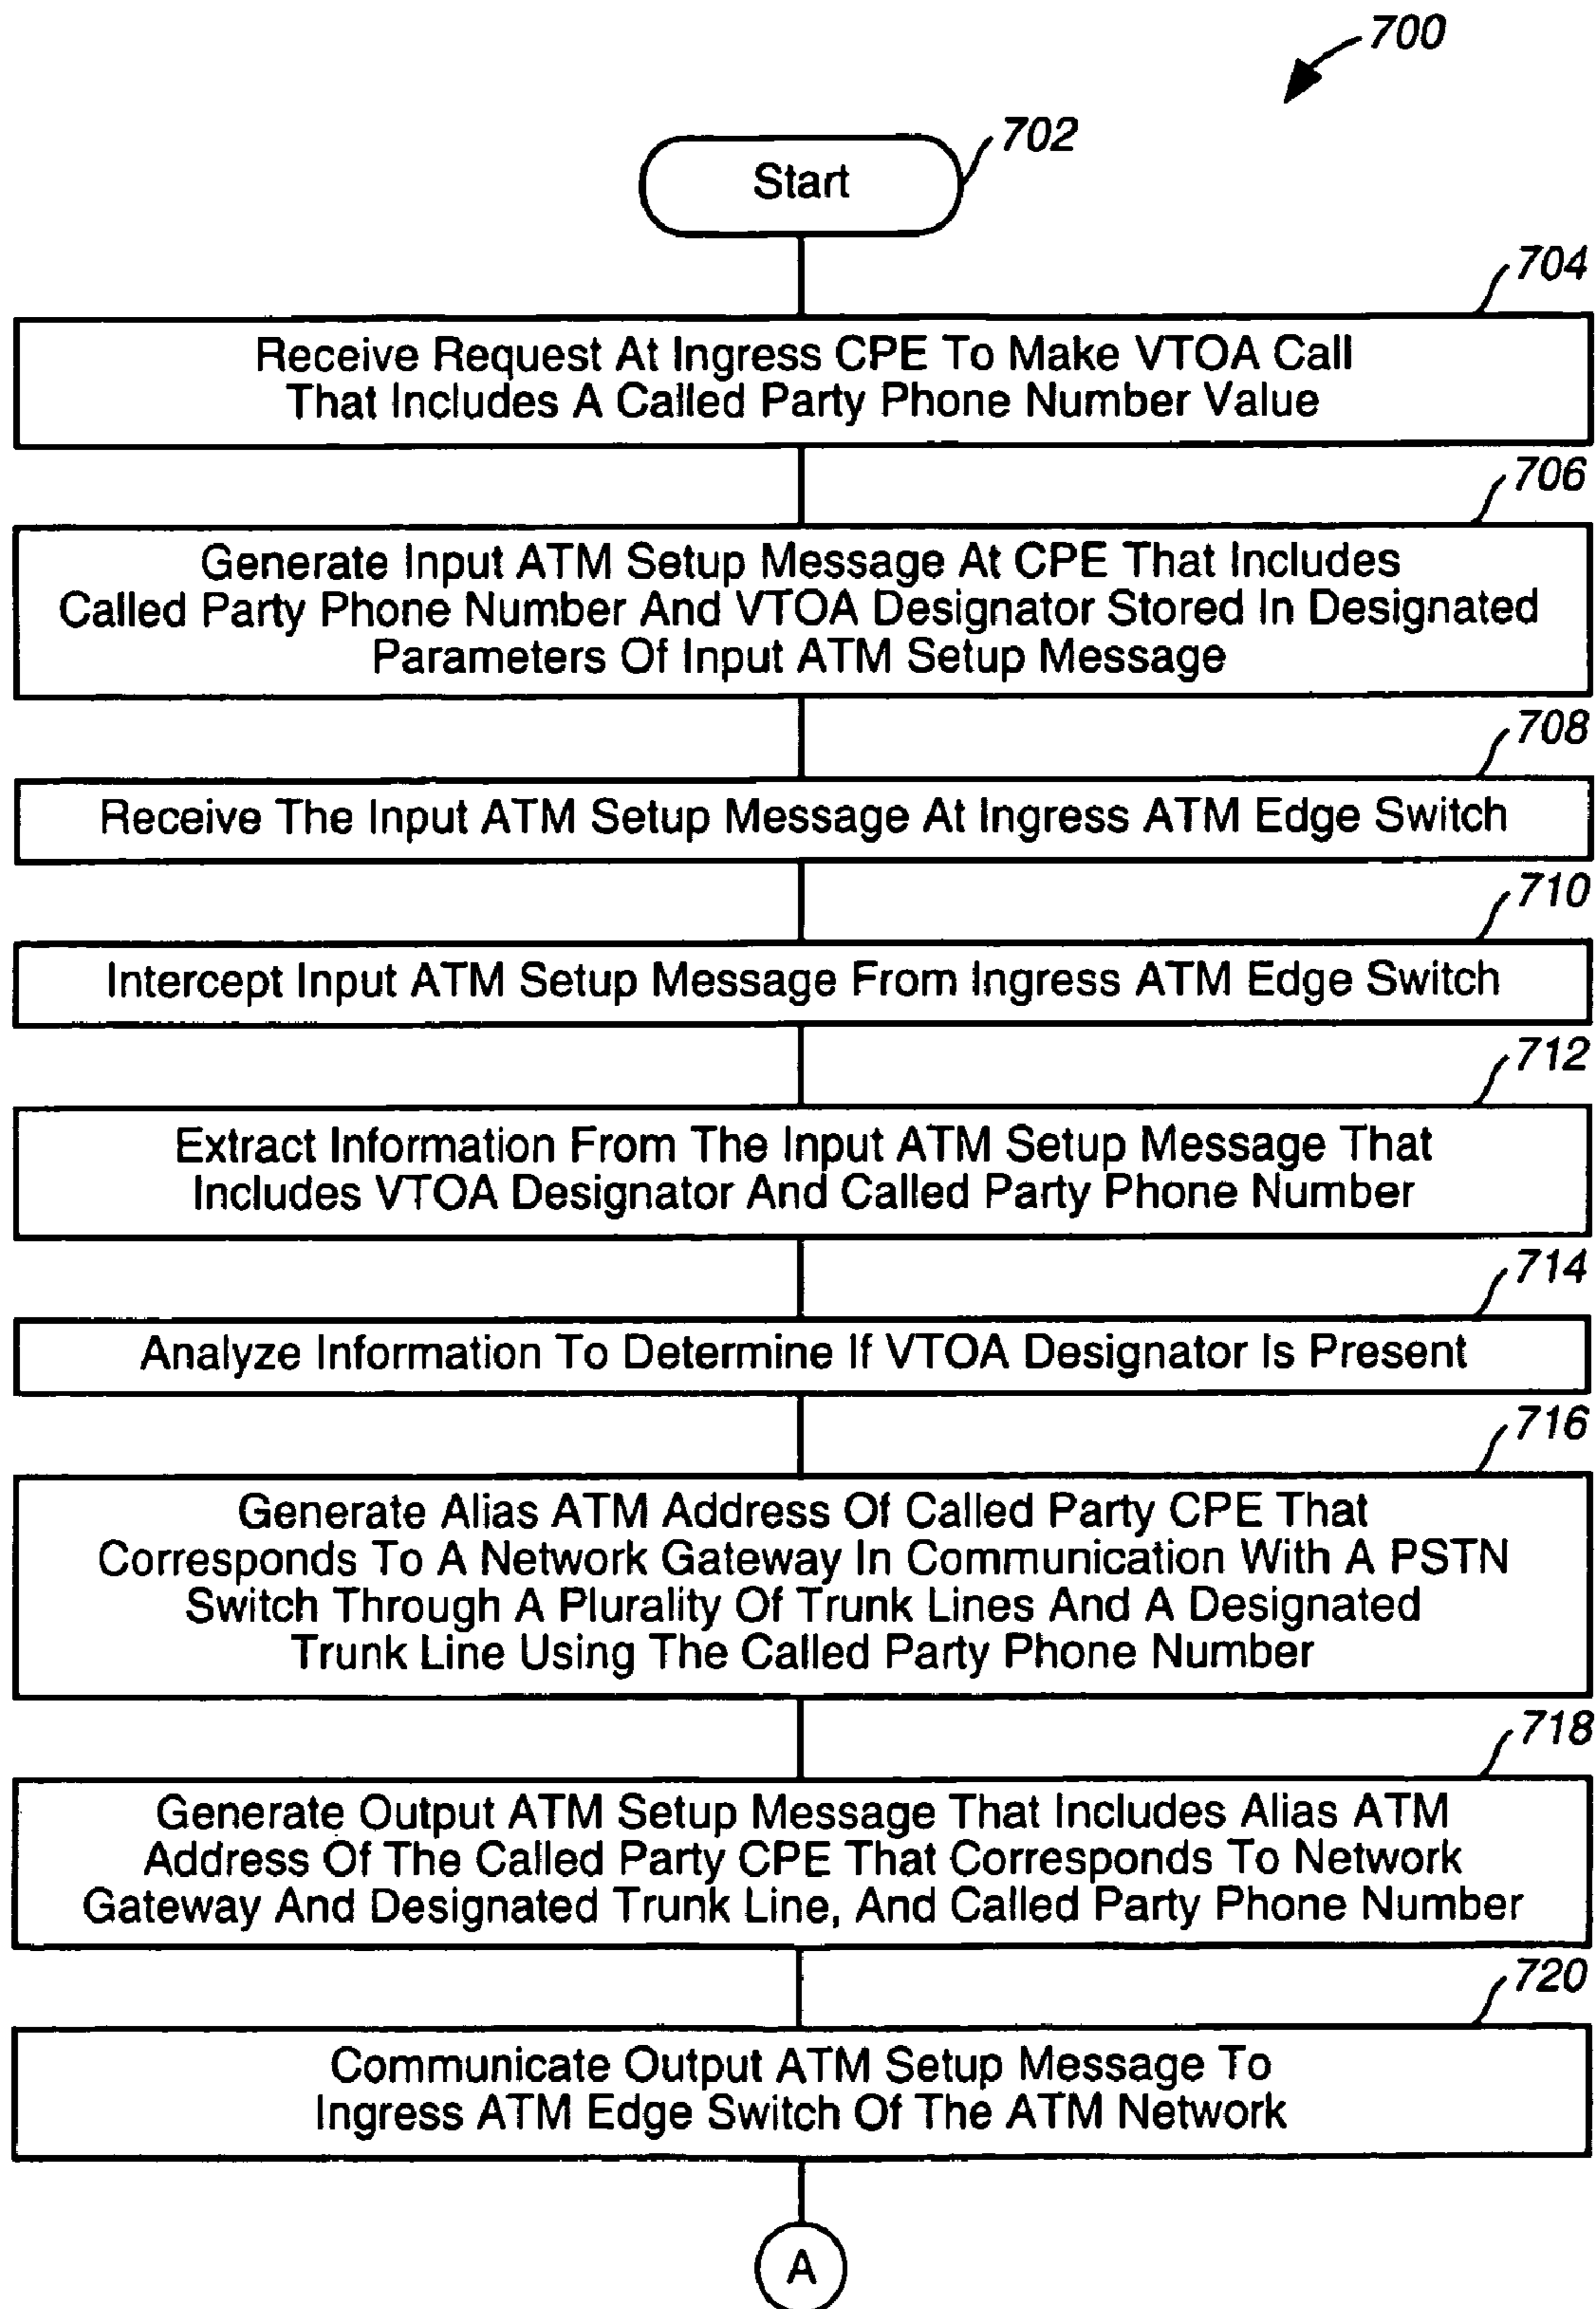 700
702
Start
704
Receive Request At Ingress CPE To Make VTOA Call
That Includes A Called Party Phone Number Value
706
Generate Input ATM Setup Message At CPE That Includes
Called Party Phone Number And VTOA Designator Stored In Designated
Parameters Of Input ATM Setup Message
708
Receive The Input ATM Setup Message At Ingress ATM Edge Switch
710
Intercept Input ATM Setup Message From Ingress ATM Edge Switch
712
Extract Information From The Input ATM Setup Message That
Includes VTOA Designator And Called Party Phone Number
714
Analyze Information To Determine If VTOA Designator Is Present
716
Generate Alias ATM Address Of Called Party CPE That
Corresponds To A Network Gateway In Communication With A PSTN
Switch Through A Plurality Of Trunk Lines And A Designated
Trunk Line Using The Called Party Phone Number
718
Generate Output ATM Setup Message That Includes Alias ATM
Address Of The Called Party CPE That Corresponds To Network
Gateway And Designated Trunk Line, And Called Party Phone Number
720
Communicate Output ATM Setup Message To
Ingress ATM Edge Switch Of The ATM Network
A